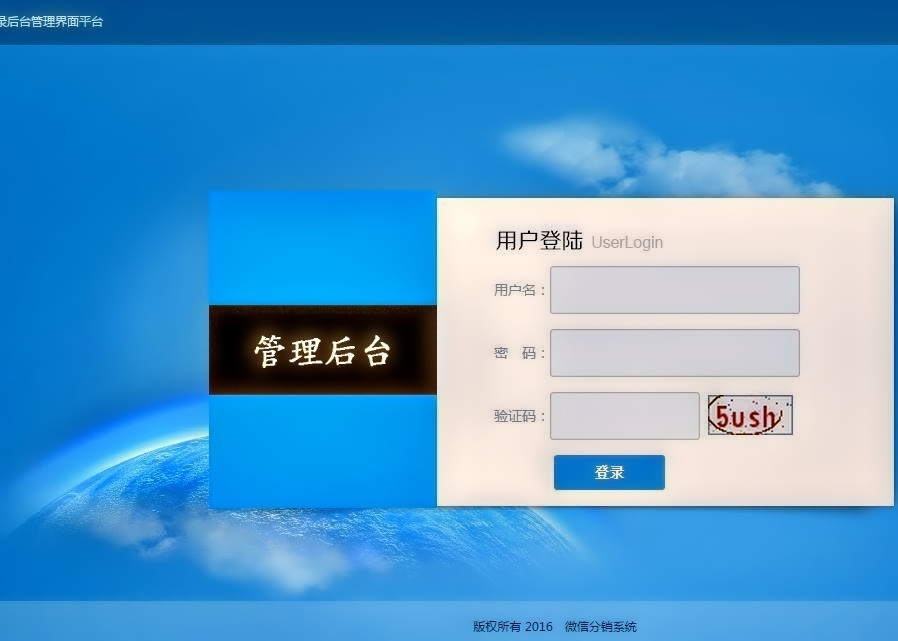 录后台管理界面平台
管理后台
用户登陆 UserLogin
用户名：
密 码：
验证码： 5ush
登录
版权所有 2016 微信分销系统